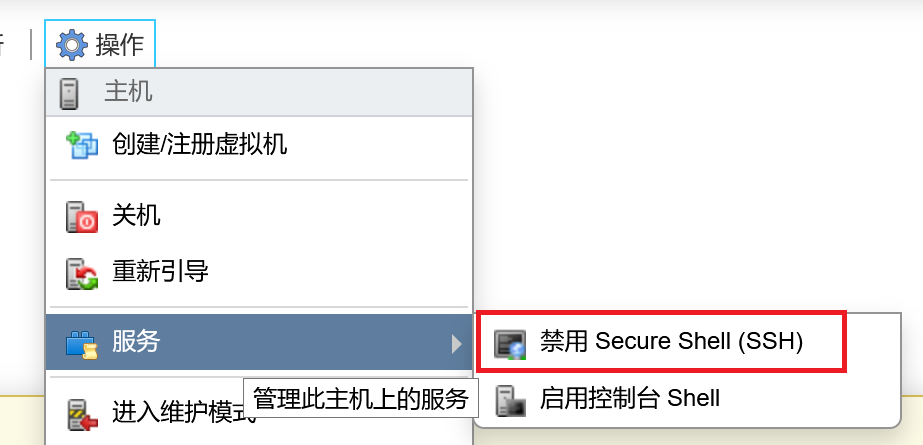 操作
主机
创建/注册虚拟机
关机
重新引导
服务
禁用 Secure Shell (SSH)
启用控制台 Shell
进入维护模式
管理此主机上的服务